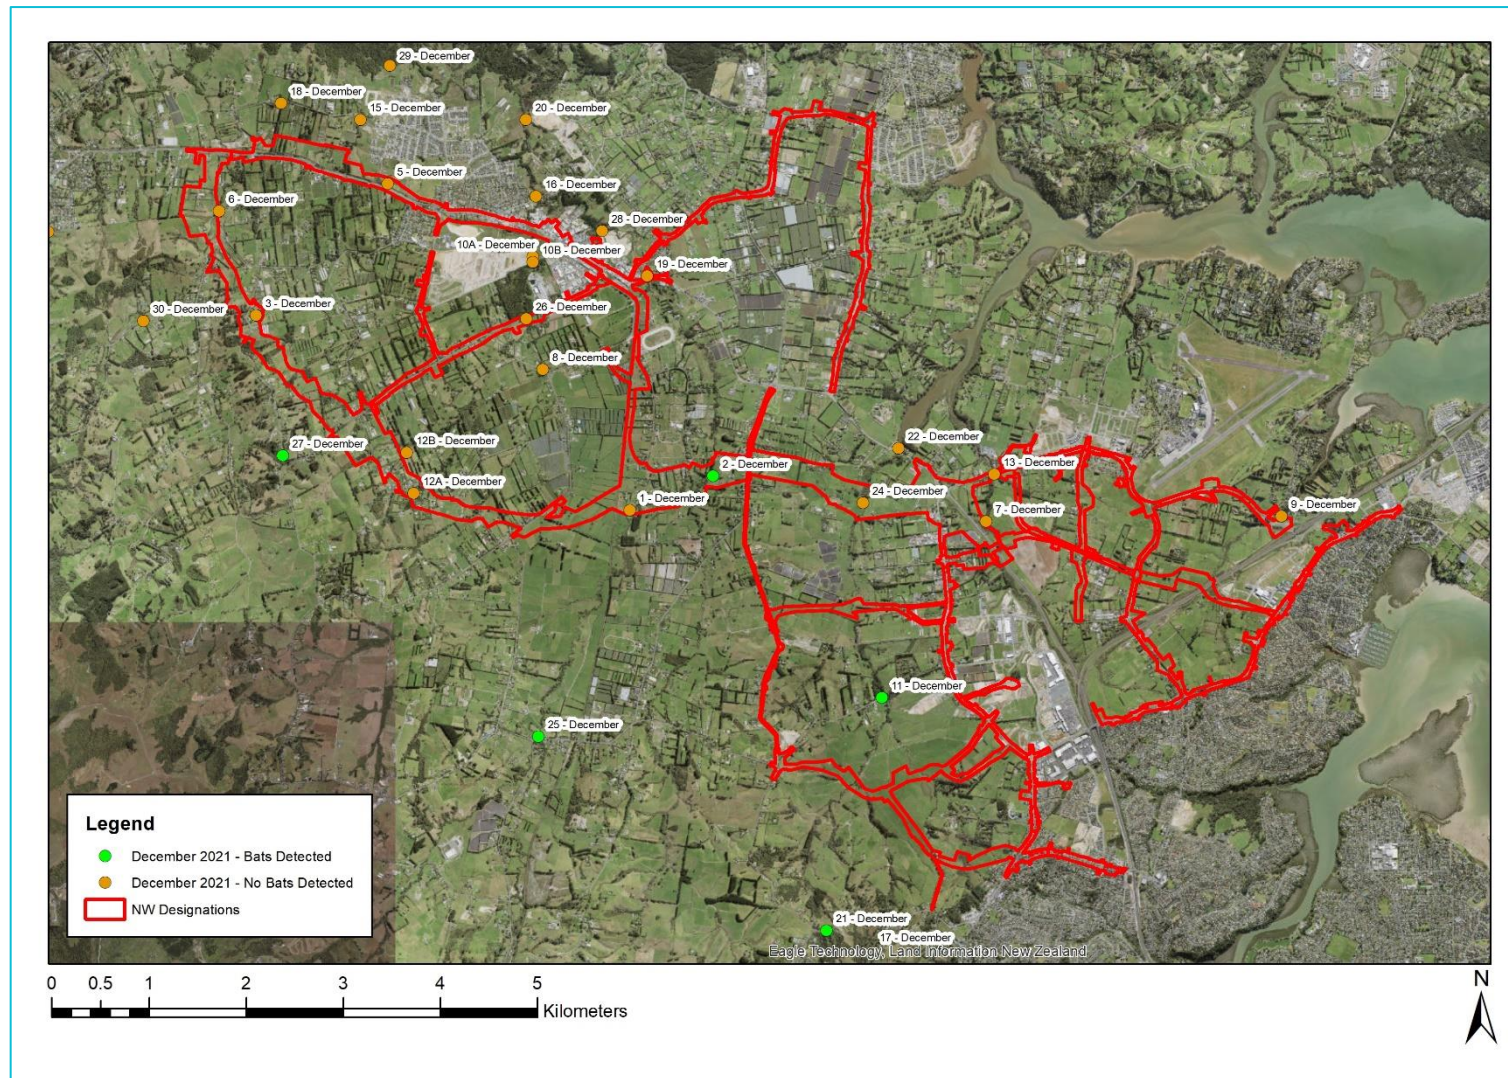 29 - December
18 - December
15 - December
20 - December
5 - December
16 - December
6 - December
28 - December
10A - December
10B - December
19 - December
30 - December
3 - December
26 - December
8 - December
27 - December
12B - December
22 - December
2 - December
13 - December
12A - December
1 - December
24 - December
7 - December
9 - December
11 - December
25 - December
21 - December
17 - December
Eagle Technology, Land Information New Zealand
Legend
December 2021 - Bats Detected
December 2021 - No Bats Detected
NW Designations
0 0.5 1 2 3 4 5
Kilometers
N